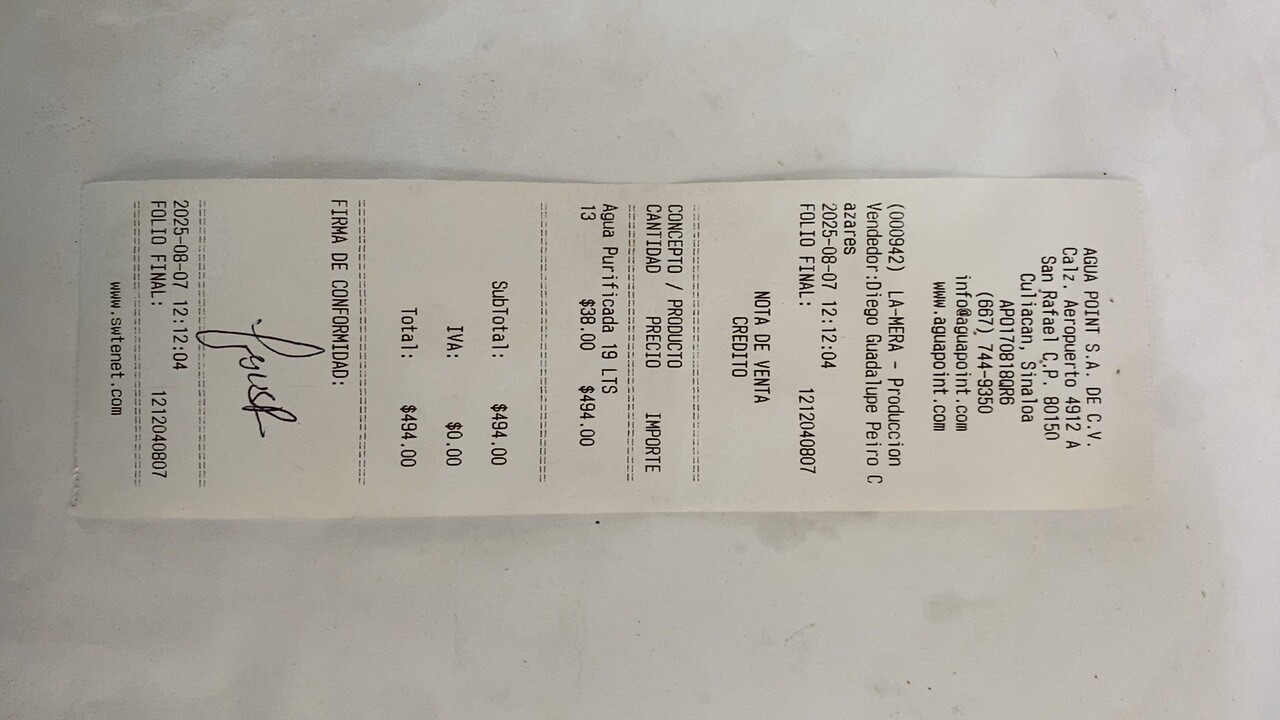 AGUA POINT S.A. DE C.V.
Calz. Aeropuerto 4912 A
San Rafael C.P. 80150
Culiacan, Sinaloa
APO170818QR6
(667) 744-9350
info@aguapoint.com
www.aguapoint.com
(000942) LA-MERA - Produccion
Vendedor:Diego Guadalupe Peiro C
azares
2025-08-07 12:12:04
FOLIO FINAL: 1212040807
NOTA DE VENTA
CREDITO
CONCEPTO / PRODUCTO
CANTIDAD PRECIO IMPORTE
Agua Purificada 19 LTS
13 $38.00 $494.00
SubTotal: $494.00
IVA: $0.00
Total: $494.00
FIRMA DE CONFORMIDAD:
2025-08-07 12:12:04
FOLIO FINAL: 1212040807
www.swtenet.com